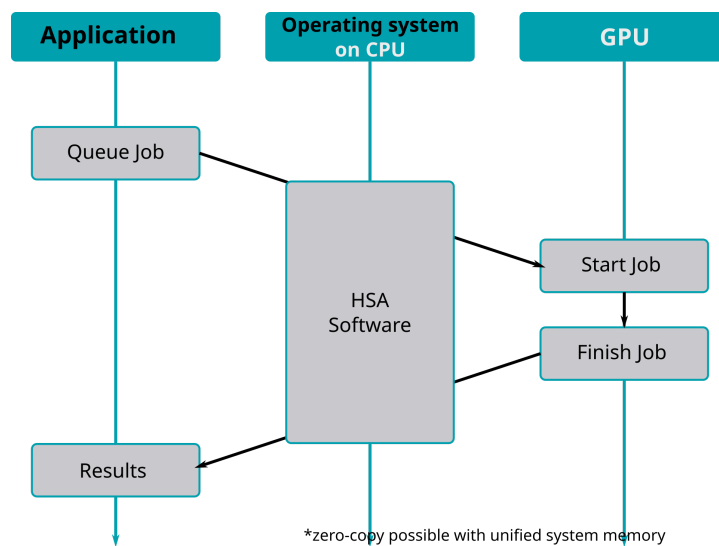 Application
Operating system
on CPU
GPU
Queue Job
Start Job
HSA
Software
Finish Job
Results
*zero-copy possible with unified system memory